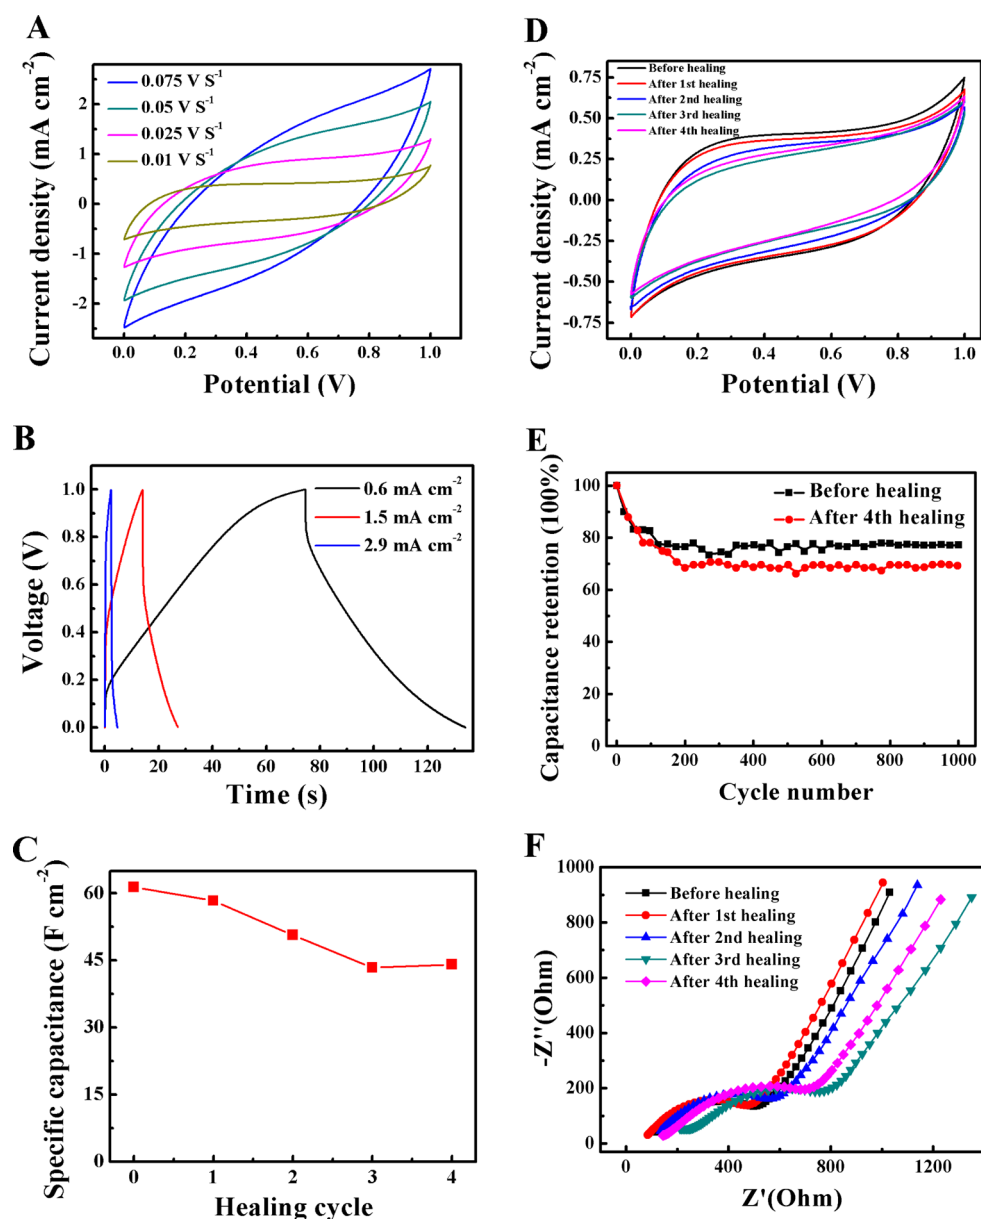 A
0.075 V S-1
0.05 V S-1
0.025 V S-1
0.01 V S-1
2
1
0
-1
-2
0.0 0.2 0.4 0.6 0.8 1.0
Current density (mA cm-2)
Potential (V)
D
Before healing
After 1st healing
After 2nd healing
After 3rd healing
After 4th healing
0.75
0.50
0.25
0.00
-0.25
-0.50
-0.75
0.0 0.2 0.4 0.6 0.8 1.0
Current density (mA cm-2)
Potential (V)
B
0.6 mA cm-2
1.5 mA cm-2
2.9 mA cm-2
1.0
0.8
0.6
0.4
0.2
0.0
0 20 40 60 80 100 120
Voltage (V)
Time (s)
E
Before healing
After 4th healing
100
80
60
40
20
0
0 200 400 600 800 1000
Capacitance retention (100%)
Cycle number
C
60
45
30
15
0
0 1 2 3 4
Specific capacitance (F cm-2)
Healing cycle
F
Before healing
After 1st healing
After 2nd healing
After 3rd healing
After 4th healing
1000
800
600
400
200
0
0 400 800 1200
-Z''(Ohm)
Z'(Ohm)